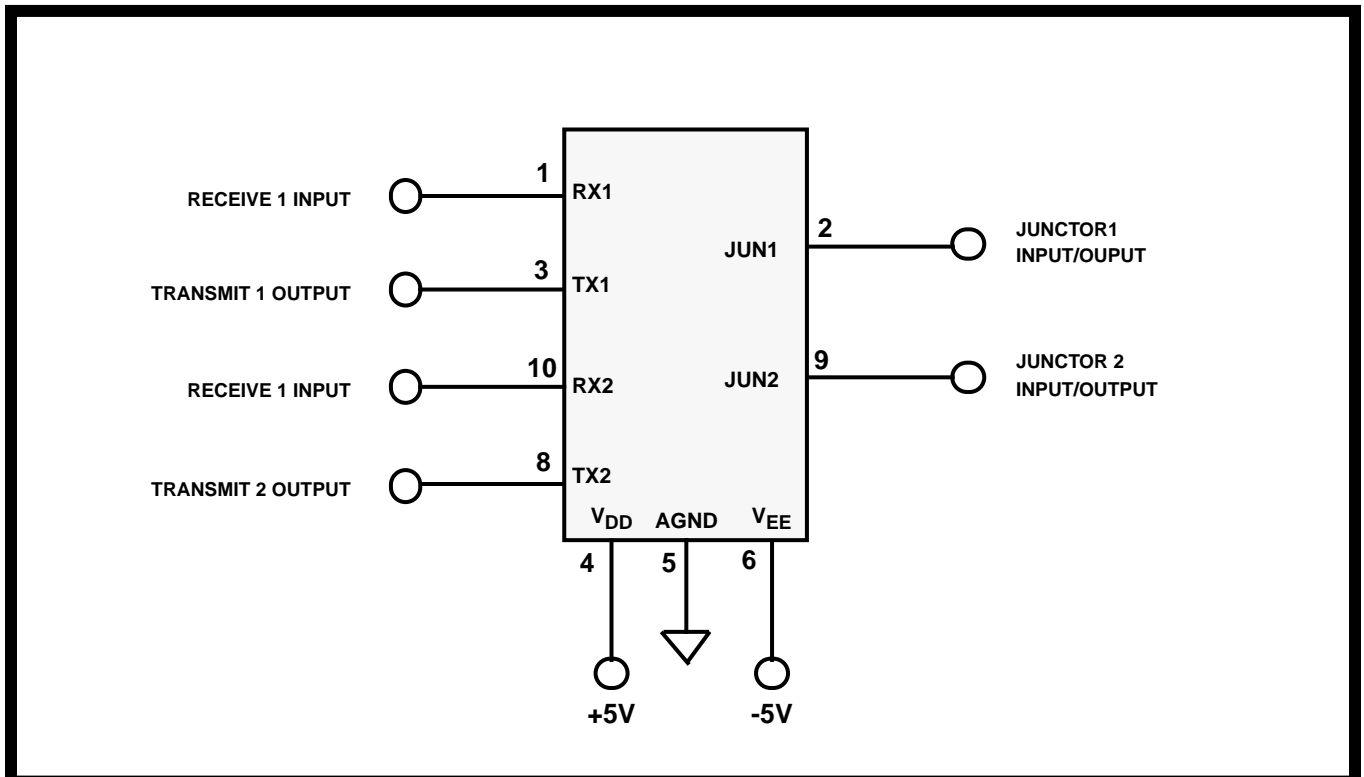 1
RECEIVE 1 INPUT
RX1
2
JUNCTOR1
INPUT/OUPUT
JUN1
3
TRANSMIT 1 OUTPUT
TX1
10
RECEIVE 1 INPUT
RX2
9
JUNCTOR 2
INPUT/OUTPUT
JUN2
8
TRANSMIT 2 OUTPUT
TX2
VDD AGND VEE
4 5 6
+5V -5V